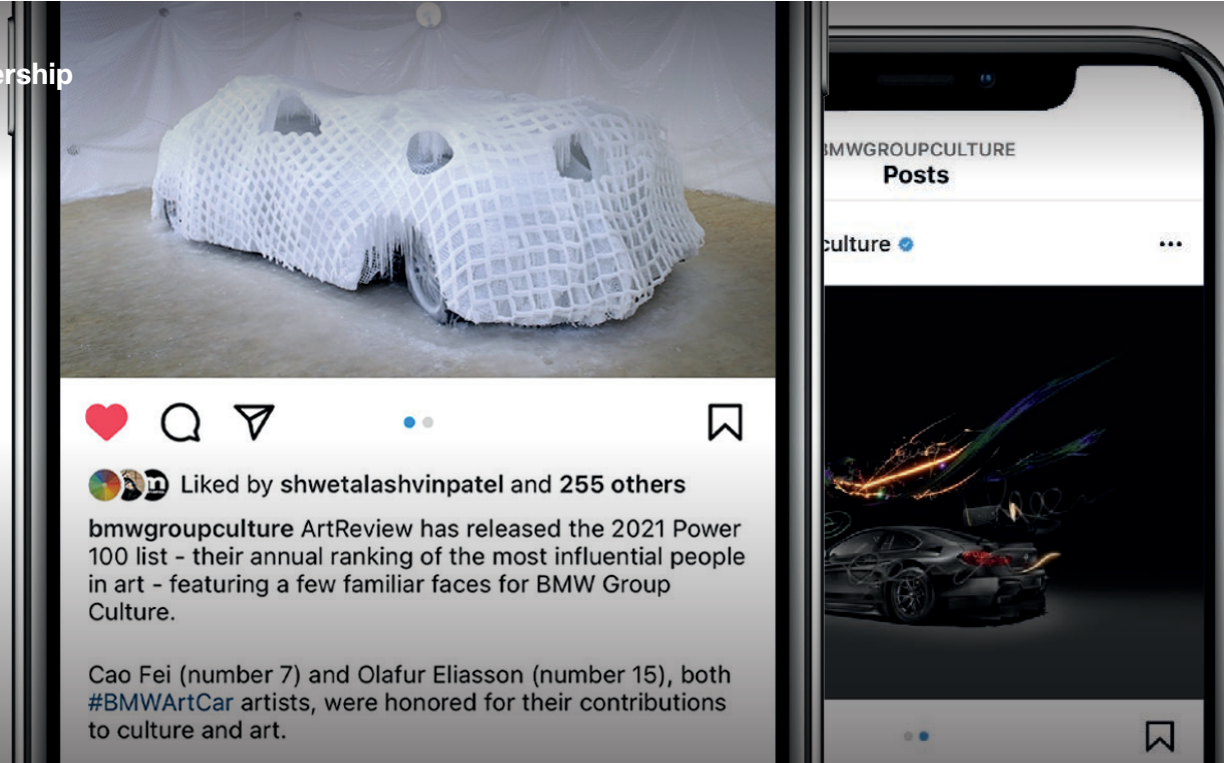 ership
Liked by shwetalashvinpatel and 255 others
bmwgroupculture ArtReview has released the 2021 Power
100 list - their annual ranking of the most influential people
in art - featuring a few familiar faces for BMW Group
Culture.
Cao Fei (number 7) and Olafur Eliasson (number 15), both
#BMWArtCar artists, were honored for their contributions
to culture and art.
BMWGROUPCULTURE
Posts
culture